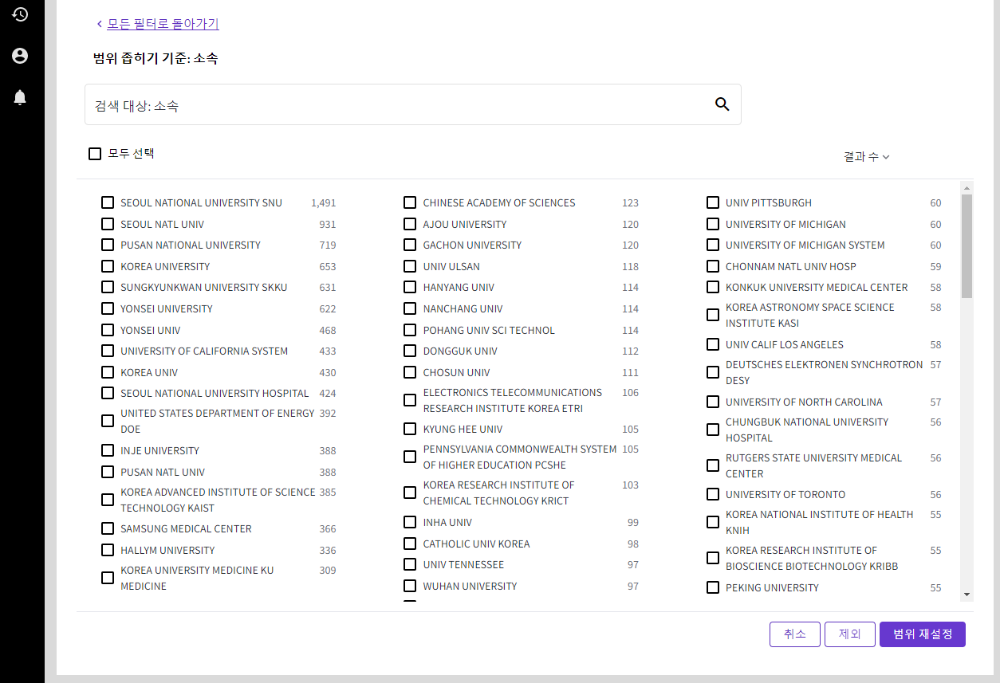 모든 필터로 돌아가기
범위 좁히기 기준: 소속
검색 대상: 소속
모두 선택
결과 수
SEOUL NATIONAL UNIVERSITY SNU 1,491
SEOUL NATL UNIV 931
PUSAN NATIONAL UNIVERSITY 719
KOREA UNIVERSITY 653
SUNGKYUNKWAN UNIVERSITY SKKU 631
YONSEI UNIVERSITY 622
YONSEI UNIV 468
UNIVERSITY OF CALIFORNIA SYSTEM 433
KOREA UNIV 430
SEOUL NATIONAL UNIVERSITY HOSPITAL 424
UNITED STATES DEPARTMENT OF ENERGY 392
DOE
INJE UNIVERSITY 388
PUSAN NATL UNIV 388
KOREA ADVANCED INSTITUTE OF SCIENCE 385
TECHNOLOGY KAIST
SAMSUNG MEDICAL CENTER 366
HALLYM UNIVERSITY 336
KOREA UNIVERSITY MEDICINE KU 309
MEDICINE
CHINESE ACADEMY OF SCIENCES 123
AJOU UNIVERSITY 120
GACHON UNIVERSITY 120
UNIV ULSAN 118
HANYANG UNIV 114
NANCHANG UNIV 114
POHANG UNIV SCI TECHNOL 114
DONGGUK UNIV 112
CHOSUN UNIV 111
ELECTRONICS TELECOMMUNICATIONS 106
RESEARCH INSTITUTE KOREA ETRI
KYUNG HEE UNIV 105
PENNSYLVANIA COMMONWEALTH SYSTEM 105
OF HIGHER EDUCATION PCSHE
KOREA RESEARCH INSTITUTE OF 103
CHEMICAL TECHNOLOGY KRICT
INHA UNIV 99
CATHOLIC UNIV KOREA 98
UNIV TENNESSEE 97
WUHAN UNIVERSITY 97
UNIV PITTSBURGH 60
UNIVERSITY OF MICHIGAN 60
UNIVERSITY OF MICHIGAN SYSTEM 60
CHONNAM NATL UNIV HOSP 59
KONKUK UNIVERSITY MEDICAL CENTER 58
KOREA ASTRONOMY SPACE SCIENCE 58
INSTITUTE KASI
UNIV CALIF LOS ANGELES 58
DEUTSCHES ELEKTRONEN SYNCHROTRON 57
DESY
UNIVERSITY OF NORTH CAROLINA 57
CHUNGBUK NATIONAL UNIVERSITY 56
HOSPITAL
RUTGERS STATE UNIVERSITY MEDICAL 56
CENTER
UNIVERSITY OF TORONTO 56
KOREA NATIONAL INSTITUTE OF HEALTH 55
KNIH
KOREA RESEARCH INSTITUTE OF 55
BIOSCIENCE BIOTECHNOLOGY KRIBB
PEKING UNIVERSITY 55
취소
제외
범위 재설정